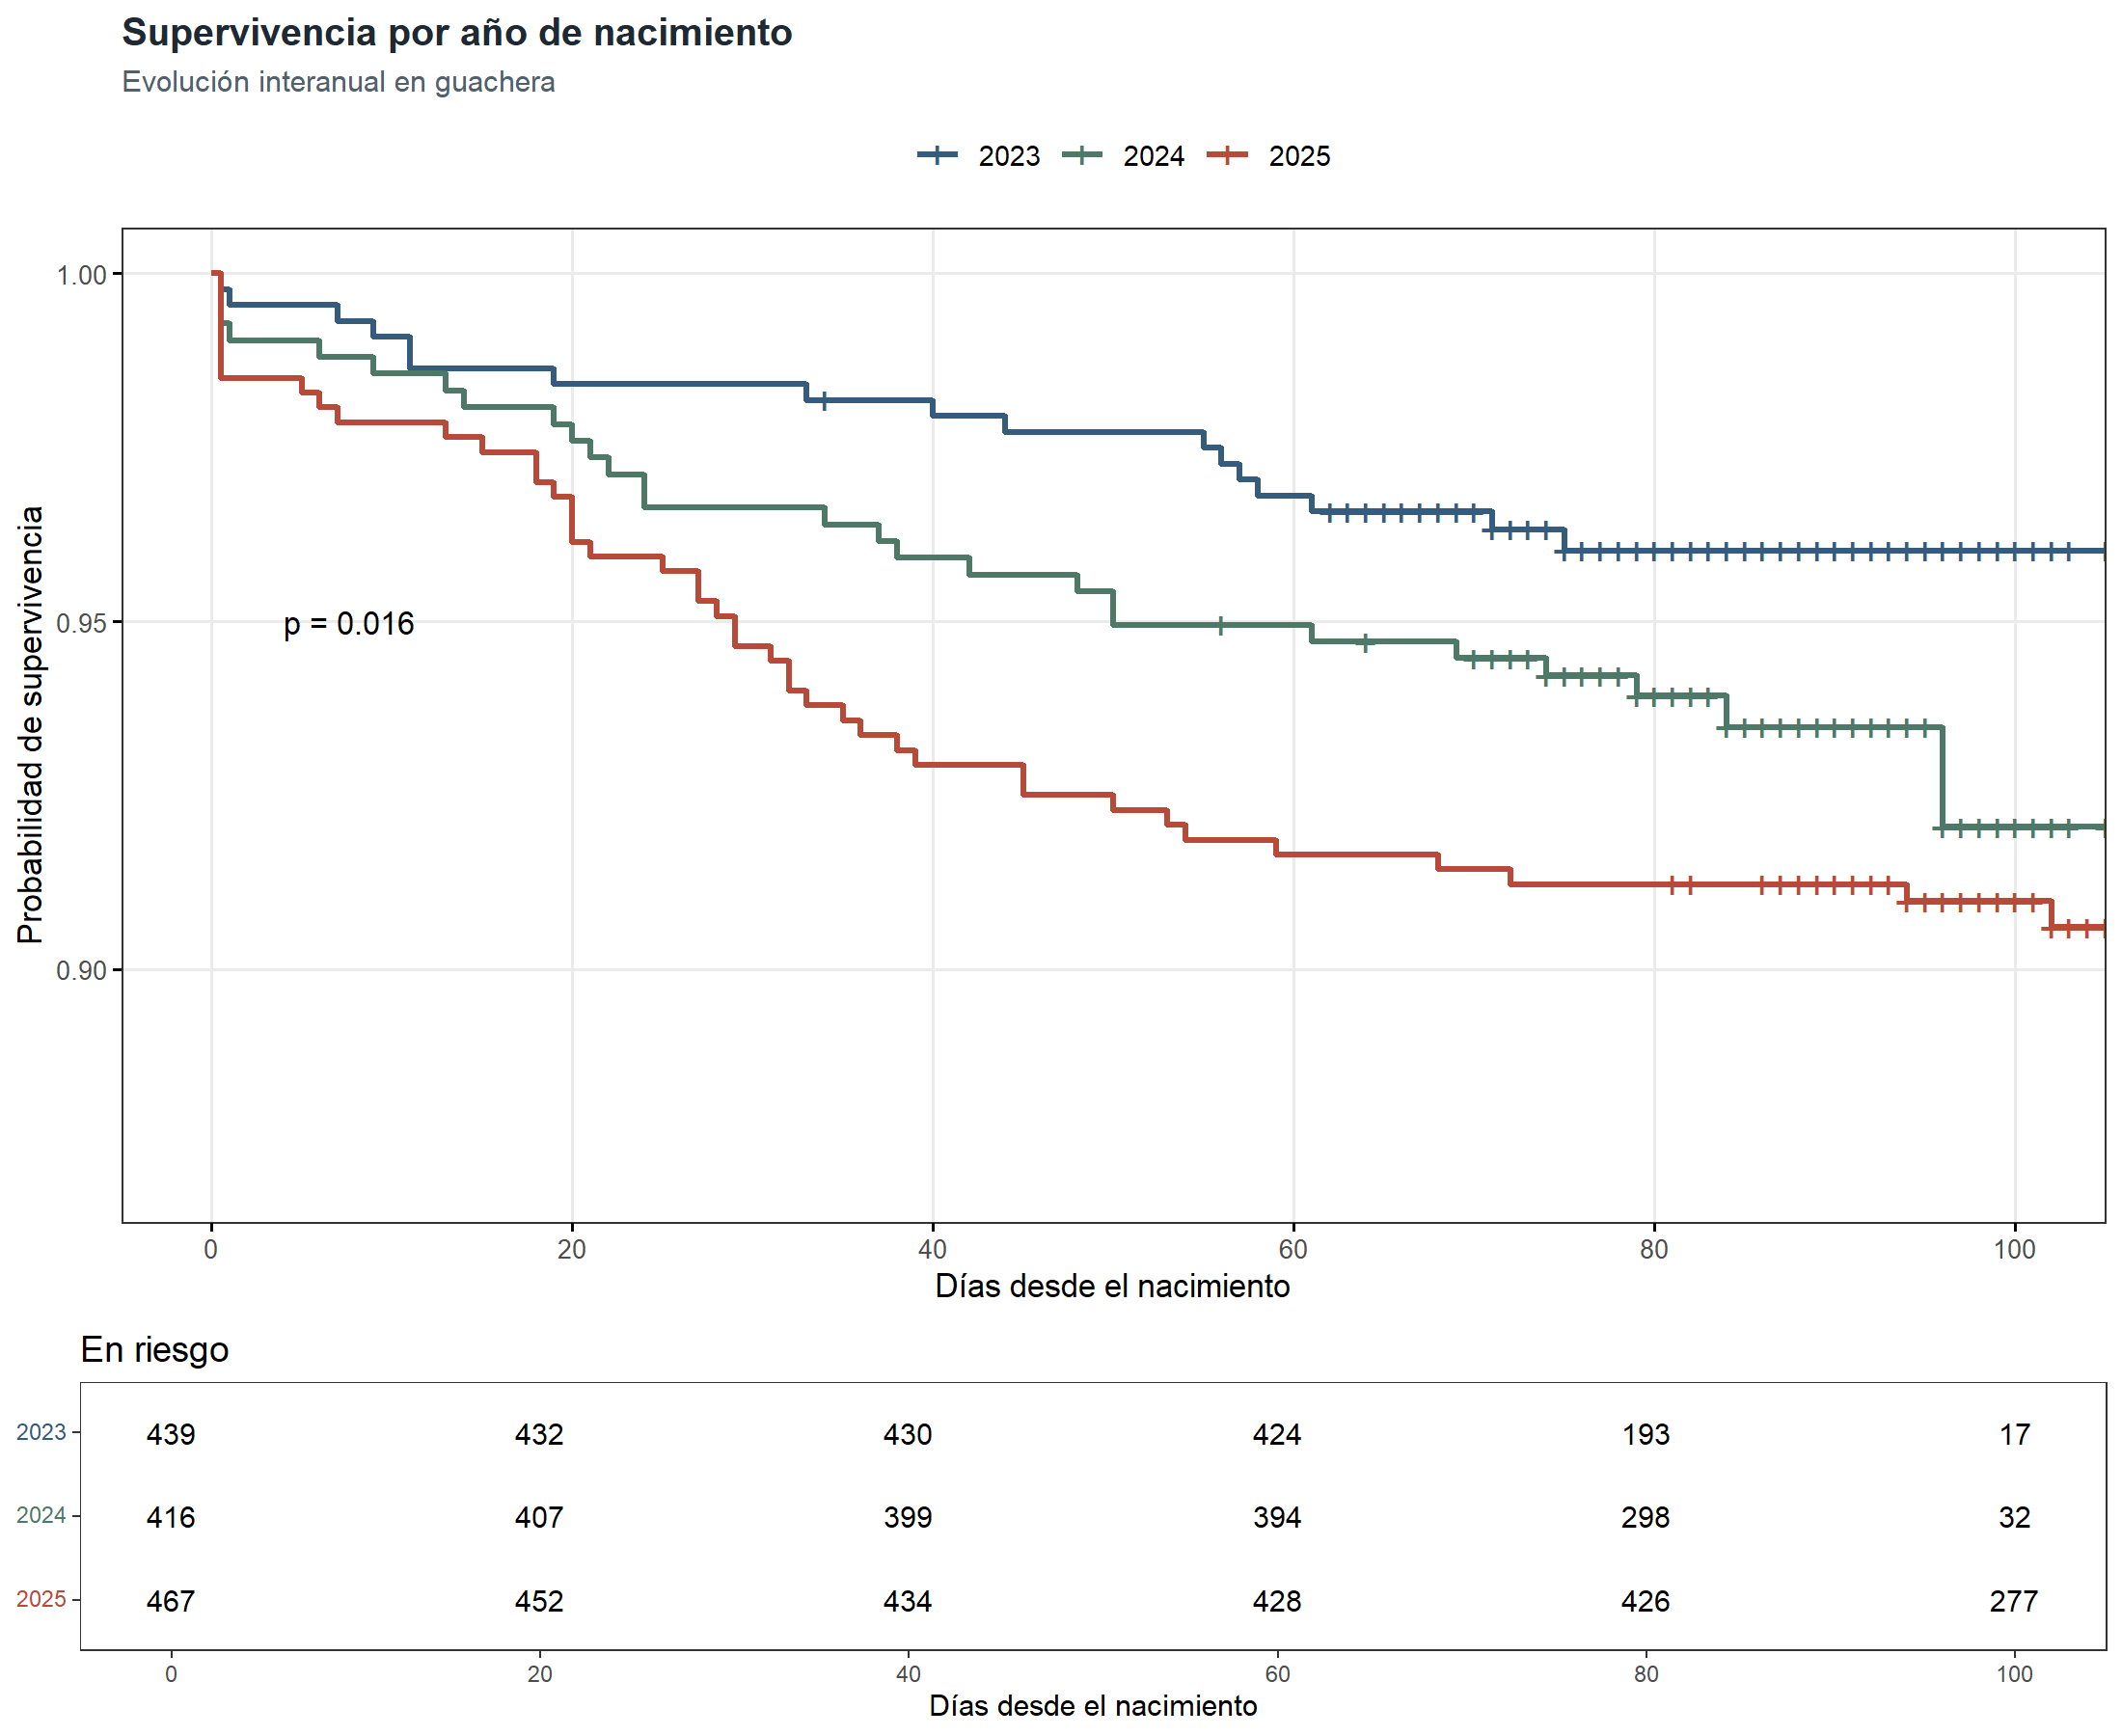 Supervivencia por año de nacimiento
Evolución interanual en guachera
2023 2024 2025
Probabilidad de supervivencia
1.00
0.95
0.90
p = 0.016
0 20 40 60 80 100
Días desde el nacimiento
En riesgo
2023 439 432 430 424 193 17
2024 416 407 399 394 298 32
2025 467 452 434 428 426 277
0 20 40 60 80 100
Días desde el nacimiento